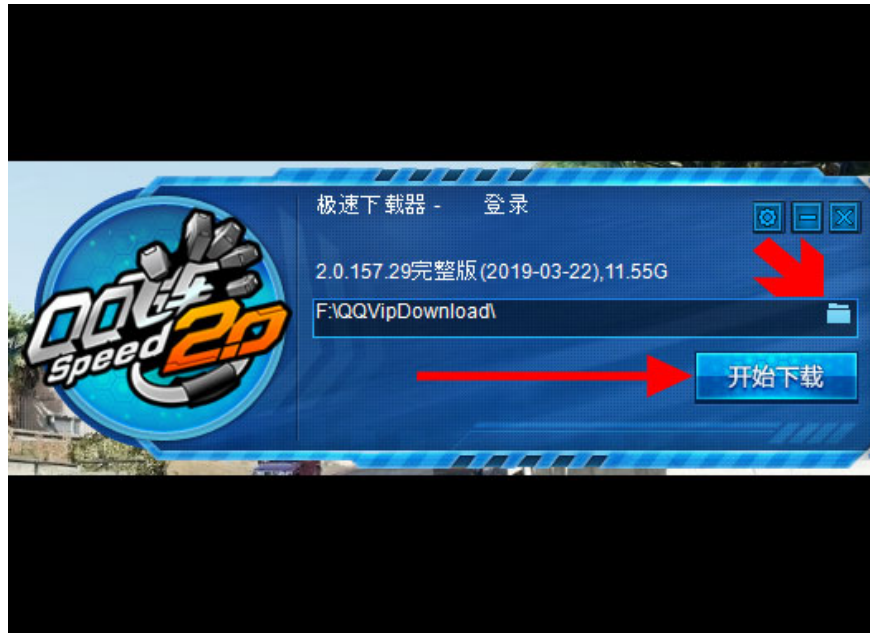 极速下载器 - 登录
2.0.157.29完整版(2019-03-22),11.55G
F:\QQVipDownload\
开始下载
QQ飞车
Speed 2.0